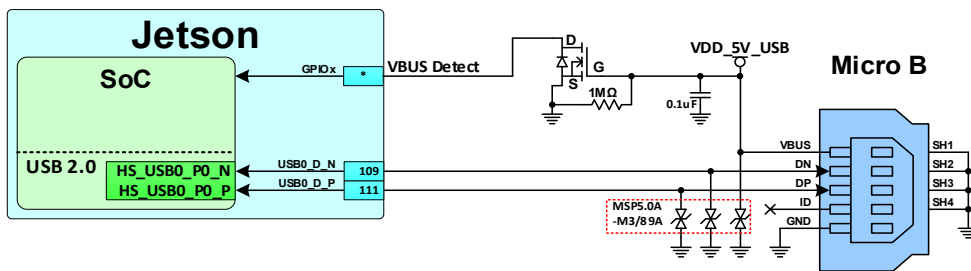 Jetson
SoC
GPIOx
*
VBUS Detect
D
G
S
1MΩ
VDD_5V_USB
0.1uF
Micro B
USB 2.0
HS_USB0_P0_N
HS_USB0_P0_P
USB0_D_N
109
USB0_D_P
111
MSP5.0A
-M3/89A
VBUS
DN
DP
ID
GND
SH1
SH2
SH3
SH4